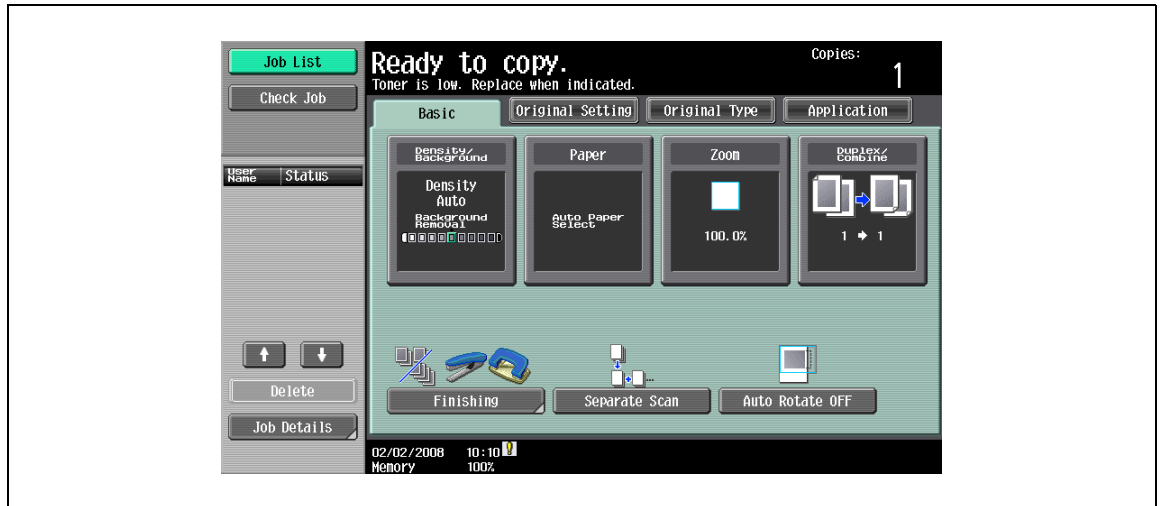 Job List
Check Job
User
Name
Status
Delete
Job Details
Ready to copy.
Toner is low. Replace when indicated.
Copies:
1
Basic
Original Setting
Original Type
Application
Density/
Background
Density
Auto
Background
Removal
Paper
Auto Paper
Select
Zoom
100.0%
Duplex/
Combine
1 → 1
Finishing
Separate Scan
Auto Rotate OFF
02/02/2008 10:10
Memory 100%